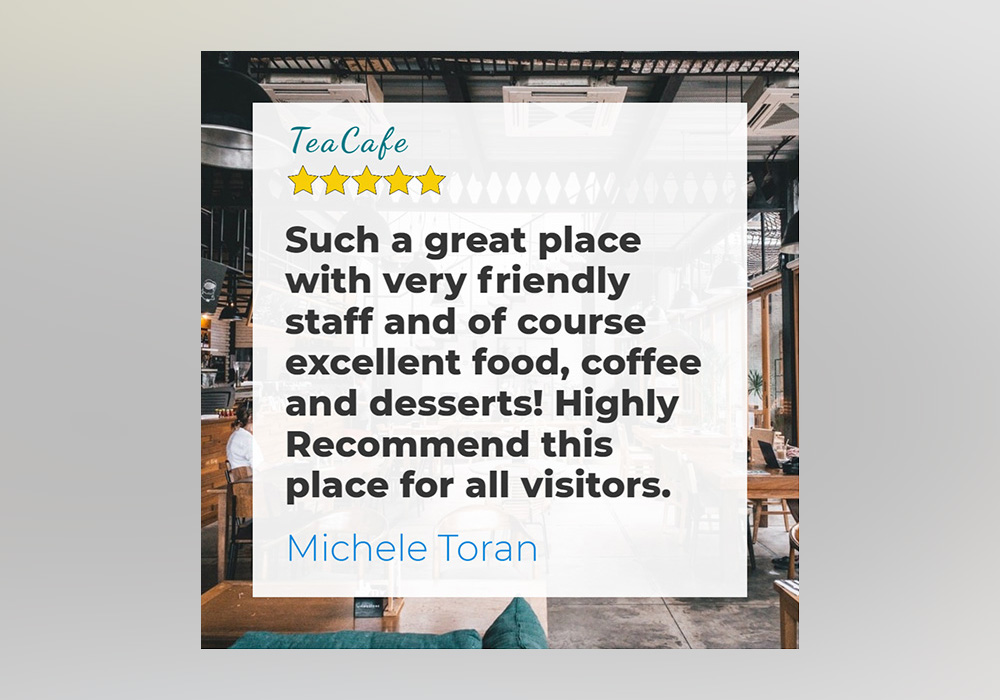 TeaCafe
Such a great place
with very friendly
staff and of course
excellent food, coffee
and desserts! Highly
Recommend this
place for all visitors.
Michele Toran